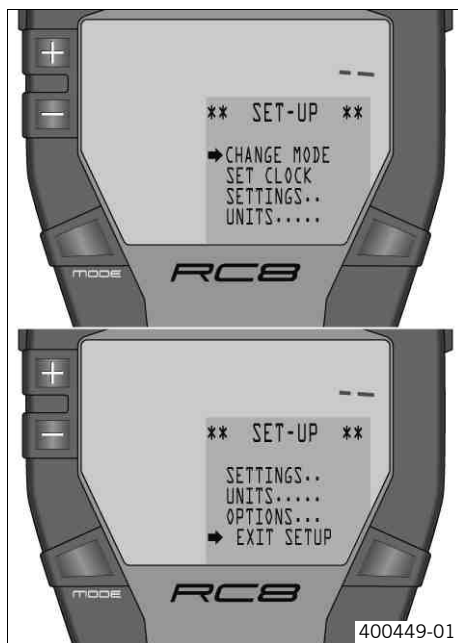 +
--
** SET-UP **
➡CHANGE MODE
SET CLOCK
SETTINGS..
UNITS.....
-
MODE
RC8
+
--
** SET-UP **
SETTINGS..
UNITS.....
OPTIONS...
➡ EXIT SETUP
-
MODE
RC8
400449-01